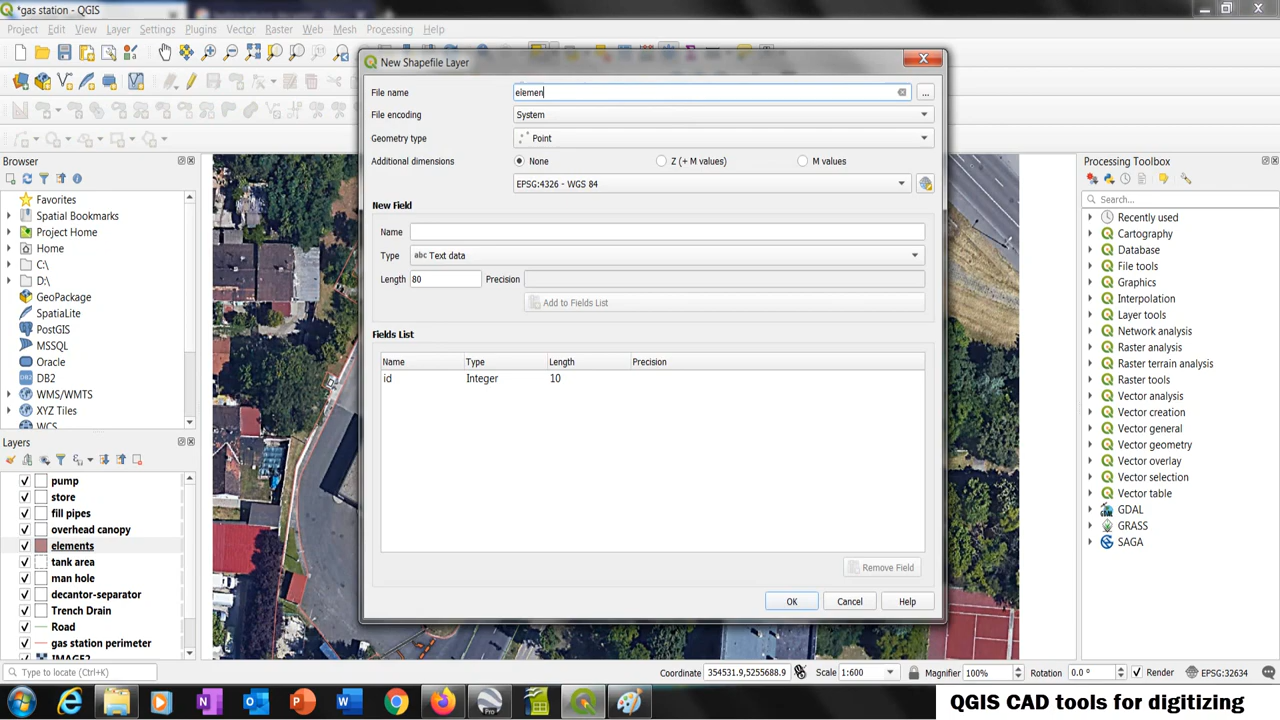 *gas station - QGIS
Project Edit View Layer Settings Plugins Vector Raster Web Mesh Processing Help
New Shapefile Layer
File name elemen ...
File encoding System
Geometry type Point
Additional dimensions None Z (+ M values) M values
EPSG:4326 - WGS 84
New Field
Name
Type abc Text data
Length 80 Precision
Add to Fields List
Fields List
Name Type Length Precision
id Integer 10
Remove Field
OK Cancel Help
Browser
Favorites
Spatial Bookmarks
Project Home
Home
C:\
D:\
GeoPackage
SpatiaLite
PostGIS
MSSQL
Oracle
DB2 DB2
WMS/WMTS
XYZ Tiles
WCS
Layers
pump
store
fill pipes
overhead canopy
elements
tank area
man hole
decantor-separator
Trench Drain
Road
gas station perimeter
IMAGE2
Processing Toolbox
Search...
Recently used
Cartography
Database
File tools
Graphics
Interpolation
Layer tools
Network analysis
Raster analysis
Raster terrain analysis
Raster tools
Vector analysis
Vector creation
Vector general
Vector geometry
Vector overlay
Vector selection
Vector table
GDAL
GRASS
SAGA
Type to locate (Ctrl+K) Coordinate 354531.9,5255688.9 Scale 1:600 Magnifier 100% Rotation 0.0 ° Render EPSG:32634
Pro
QGIS CAD tools for digitizing